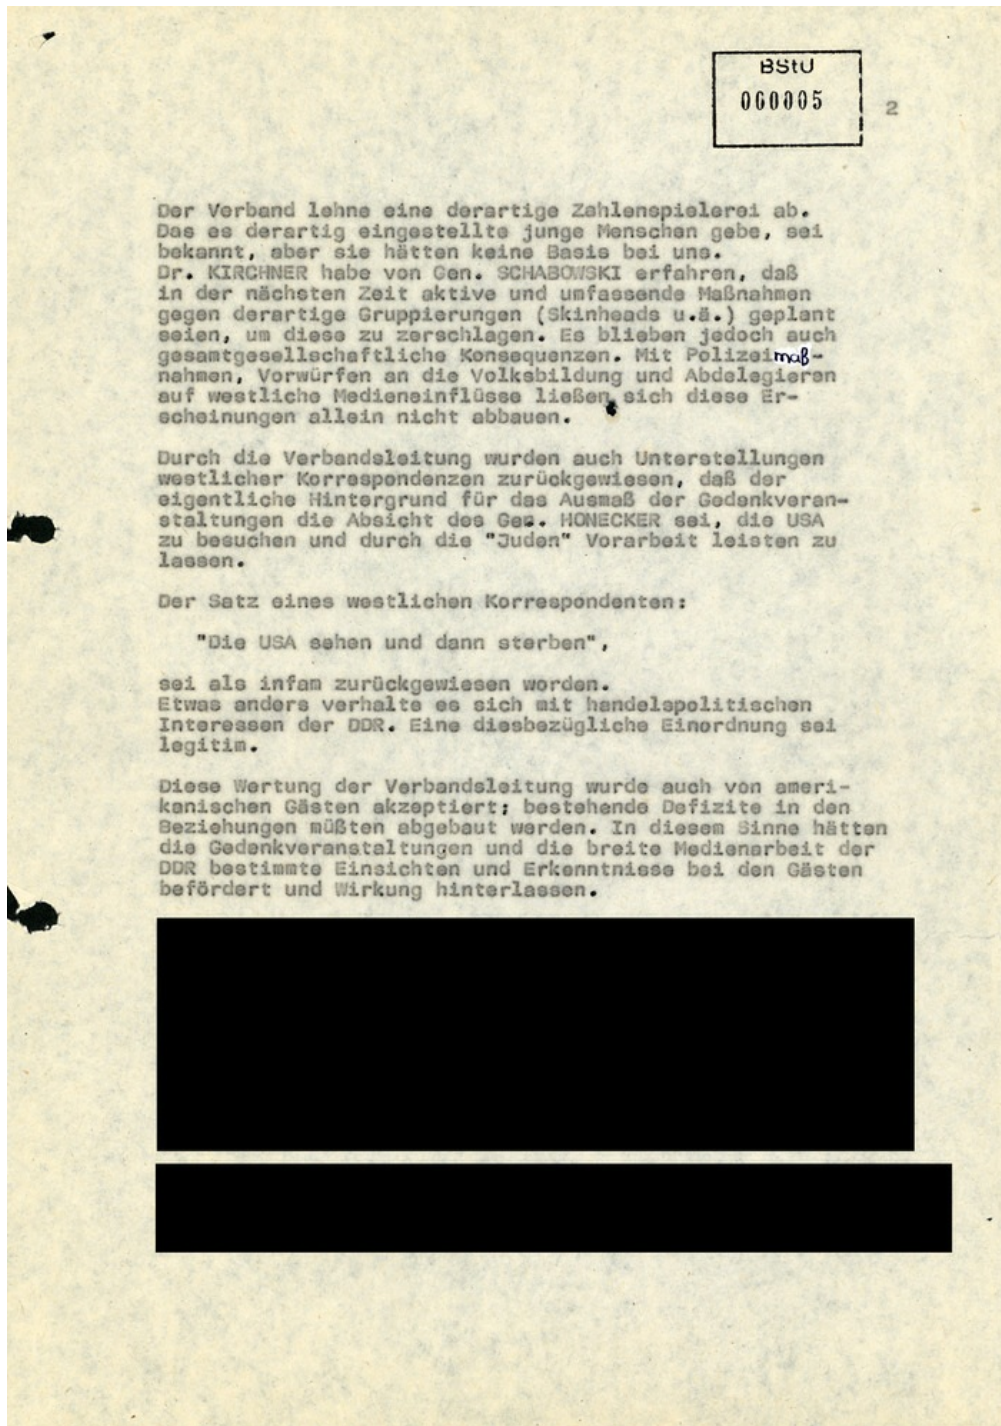 BStU
000005
2
Der Verband lehne eine derartige Zahlenspielerei ab.
Das es derartig eingestellte junge Menschen gebe, sei
bekannt, aber sie hätten keine Basis bei uns.
Dr. KIRCHNER habe von Gen. SCHABOWSKI erfahren, daß
in der nächsten Zeit aktive und umfassende Maßnahmen
gegen derartige Gruppierungen (Skinheads u.ä.) geplant
seien, um diese zu zerschlagen. Es blieben jedoch auch
gesamtgesellschaftliche Konsequenzen. Mit Polizeimaß-
nahmen, Vorwürfen an die Volksbildung und Abdelegieren
auf westliche Medieneinflüsse ließen sich diese Er-
scheinungen allein nicht abbauen.
Durch die Verbandsleitung wurden auch Unterstellungen
westlicher Korrespondenzen zurückgewiesen, daß der
eigentliche Hintergrund für das Ausmaß der Gedenkveran-
staltungen die Absicht des Gen. HONECKER sei, die USA
zu besuchen und durch die "Juden" Vorarbeit leisten zu
lassen.
Der Satz eines westlichen Korrespondenten:
"Die USA sehen und dann sterben",
sei als infam zurückgewiesen worden.
Etwas anders verhalte es sich mit handelspolitischen
Interessen der DDR. Eine diesbezügliche Einordnung sei
legitim.
Diese Wertung der Verbandsleitung wurde auch von ameri-
kanischen Gästen akzeptiert; bestehende Defizite in den
Beziehungen müßten abgebaut werden. In diesem Sinne hätten
die Gedenkveranstaltungen und die breite Medienarbeit der
DDR bestimmte Einsichten und Erkenntnisse bei den Gästen
befördert und Wirkung hinterlassen.